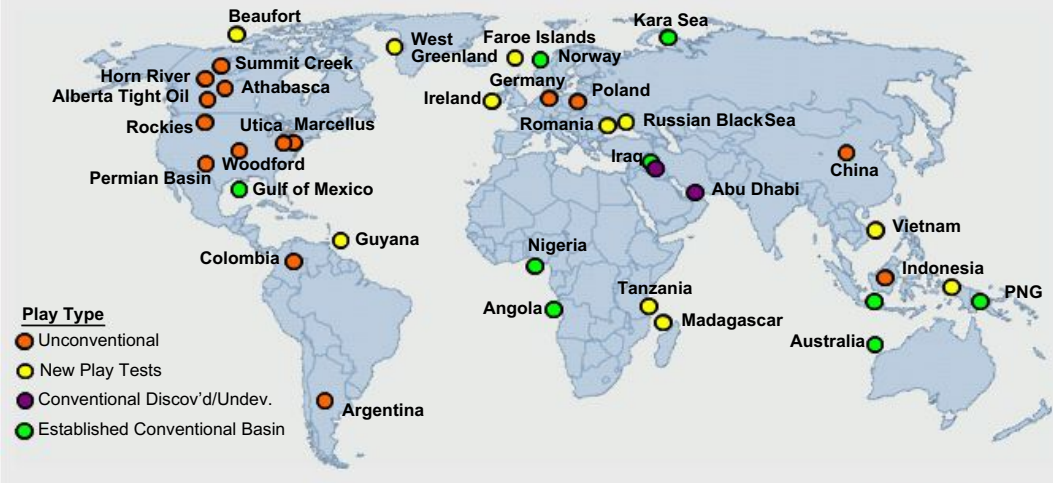 Beaufort
Kara Sea
West
Greenland
Faroe Islands
Norway
Summit Creek
Horn River
Athabasca
Alberta Tight Oil
Germany
Poland
Ireland
Rockies
Utica
Marcellus
Romania
Russian BlackSea
Woodford
Permian Basin
Iraq
China
Gulf of Mexico
Abu Dhabi
Guyana
Vietnam
Colombia
Nigeria
Indonesia
Tanzania
PNG
Angola
Madagascar
Australia
Argentina
Play Type
Unconventional
New Play Tests
Conventional Discov'd/Undev.
Established Conventional Basin